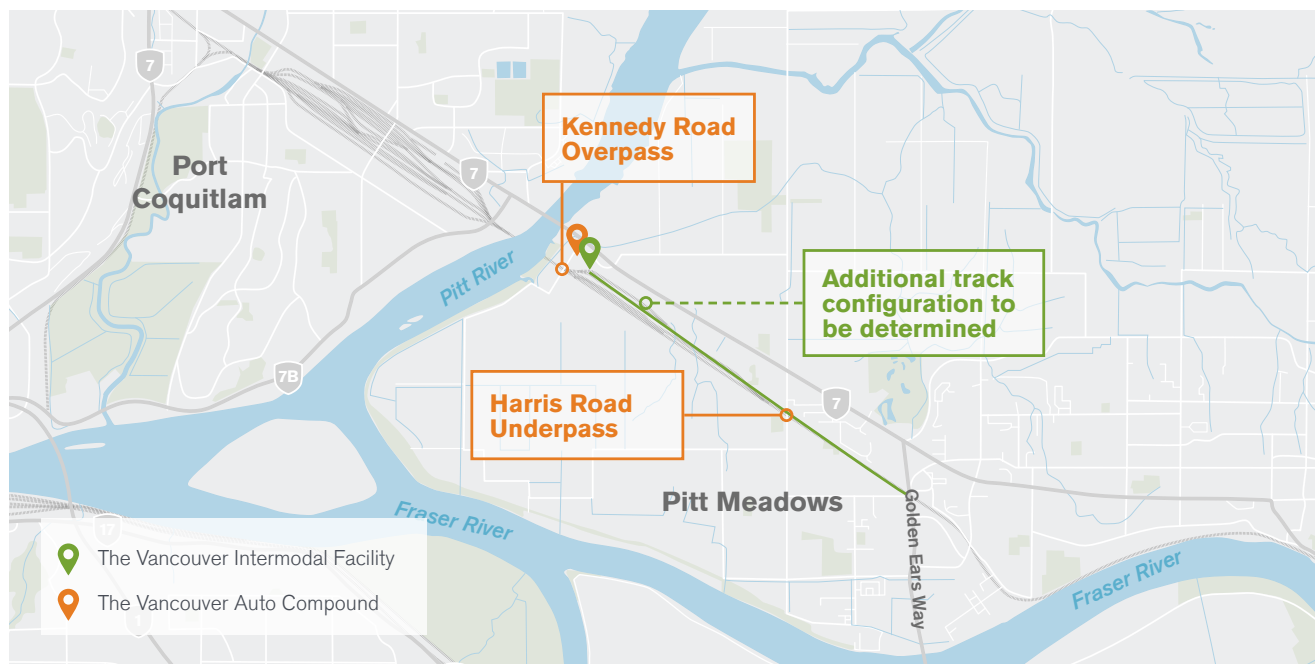 7
Kennedy Road
Overpass
Port
Coquitlam
7
Pitt River
Additional track
configuration to
be determined
7B
Harris Road
Underpass
7
Pitt Meadows
Golden Ears Way
Fraser River
17
The Vancouver Intermodal Facility
Fraser River
The Vancouver Auto Compound
1